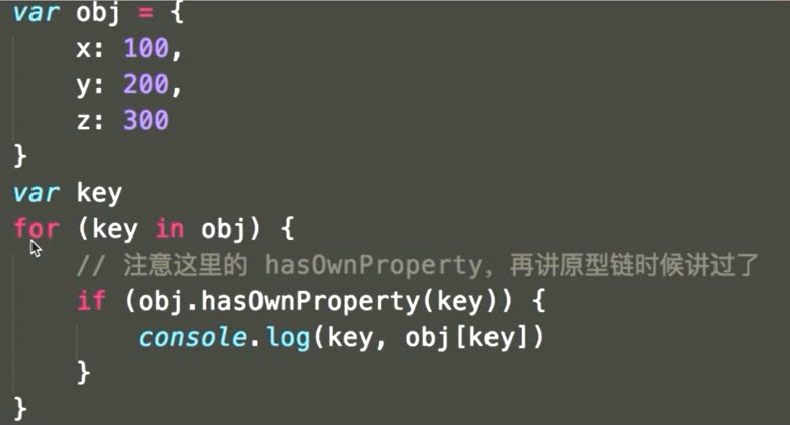 var obj = {
x: 100,
y: 200,
z: 300
}
var key
for (key in obj) {
// 注意这里的 hasOwnProperty，再讲原型链时候讲过了
if (obj.hasOwnProperty(key)) {
console.log(key, obj[key])
}
}